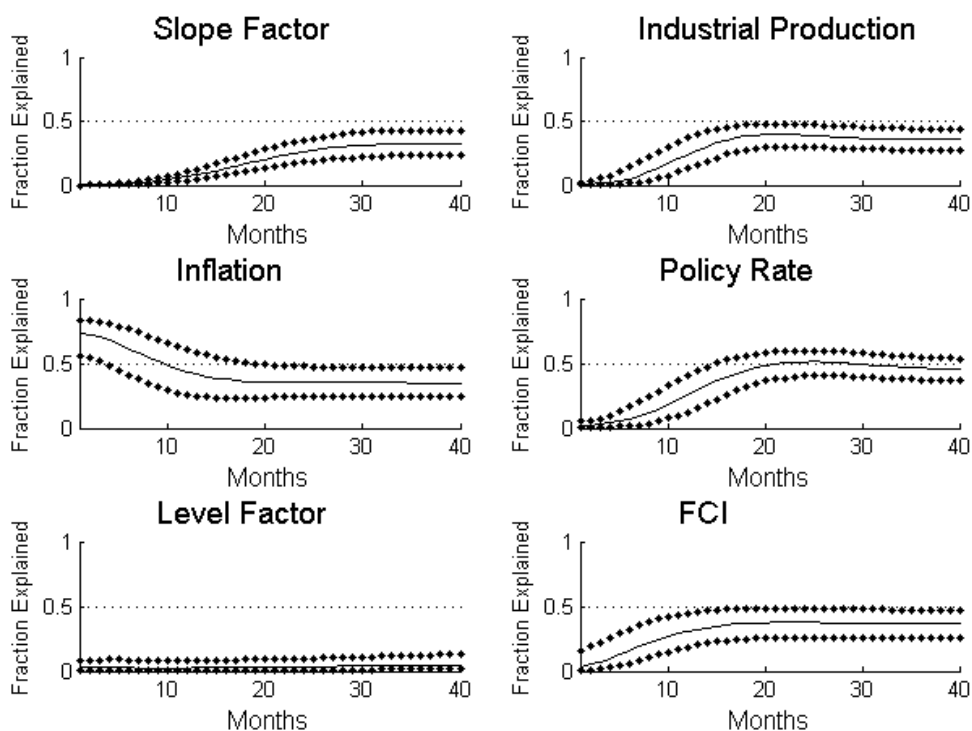 Slope Factor
Fraction Explained
1
0.5
0
10 20 30 40
Months
Industrial Production
Fraction Explained
1
0.5
0
10 20 30 40
Months
Inflation
Fraction Explained
1
0.5
0
10 20 30 40
Months
Policy Rate
Fraction Explained
1
0.5
0
10 20 30 40
Months
Level Factor
Fraction Explained
1
0.5
0
10 20 30 40
Months
FCI
Fraction Explained
1
0.5
0
10 20 30 40
Months